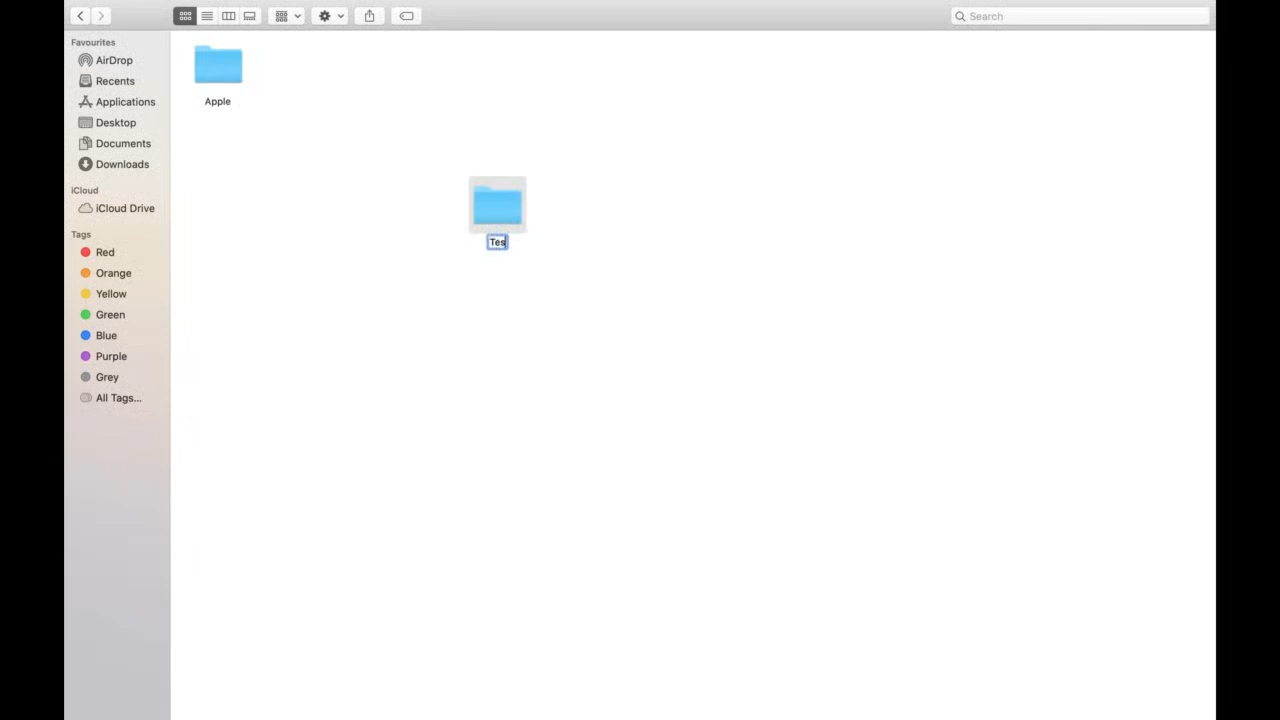 Search
Favourites
AirDrop
Recents
Applications
Desktop
Documents
Downloads
iCloud
iCloud Drive
Tags
Red
Orange
Yellow
Green
Blue
Purple
Grey
All Tags...
Apple
Tes